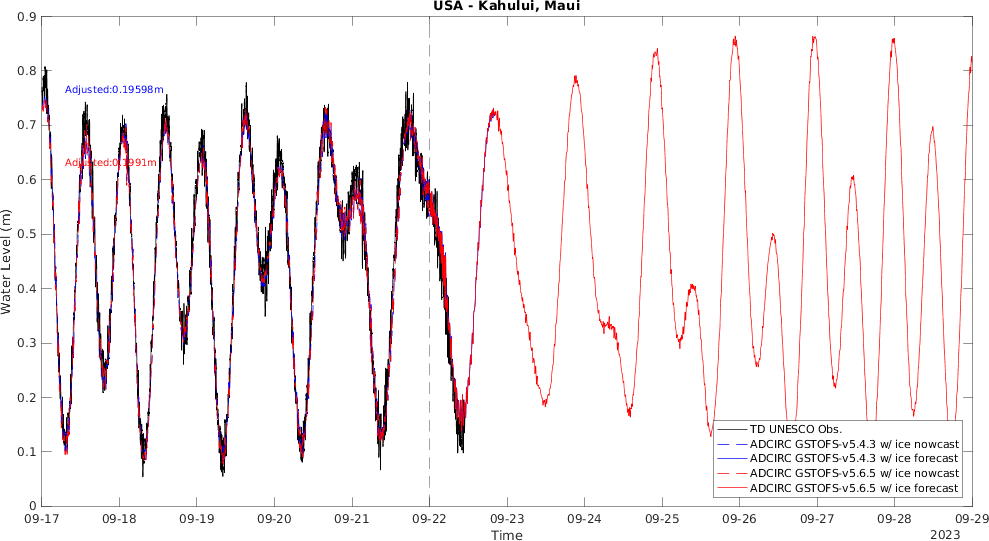 USA - Kahului, Maui
0.9
0.8
0.7
0.6
0.5
0.4
0.3
0.2
0.1
0
Water Level (m)
Adjusted:0.19598m
Adjusted:0.1991m
TD UNESCO Obs.
ADCIRC GSTOFS-v5.4.3 w/ ice nowcast
ADCIRC GSTOFS-v5.4.3 w/ ice forecast
ADCIRC GSTOFS-v5.6.5 w/ ice nowcast
ADCIRC GSTOFS-v5.6.5 w/ ice forecast
09-17 09-18 09-19 09-20 09-21 09-22 09-23 09-24 09-25 09-26 09-27 09-28 09-29
Time
2023